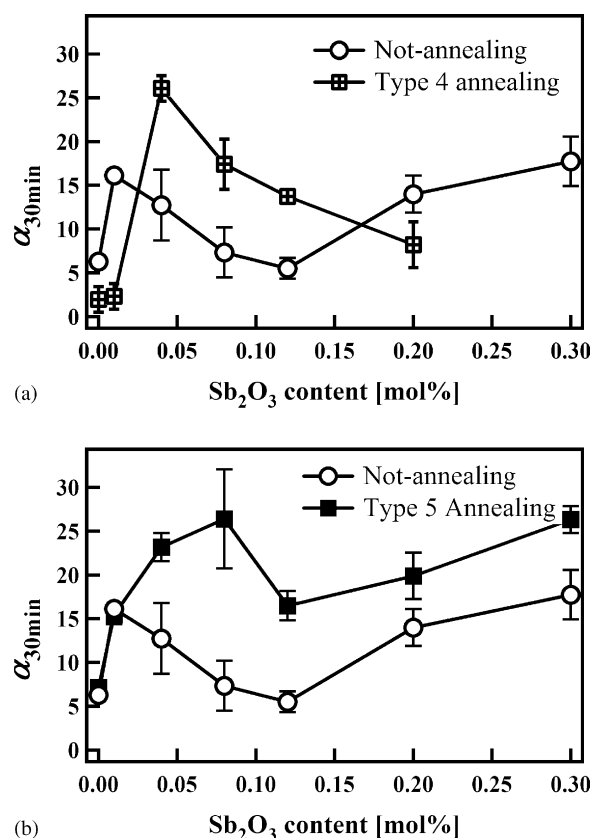 Not-annealing
Type 4 annealing
30
25
20
15
10
5
0
α30min
0.00 0.05 0.10 0.15 0.20 0.25 0.30
(a)
Sb2O3 content [mol%]
Not-annealing
Type 5 Annealing
30
25
20
15
10
5
0
α30min
0.00 0.05 0.10 0.15 0.20 0.25 0.30
(b)
Sb2O3 content [mol%]